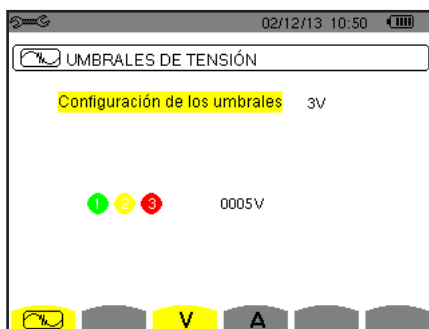 02/12/13 10:50
UMBRALES DE TENSIÓN
Configuración de los umbrales 3V
1 2 3 0005V
V A